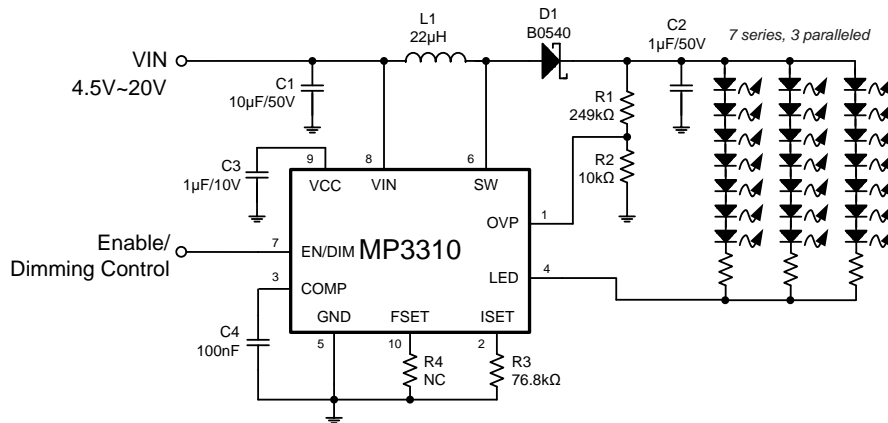 L1
22µH
D1
B0540
C2
1µF/50V
7 series, 3 paralleled
VIN
4.5V~20V
C1
10µF/50V
R1
249kΩ
R2
10kΩ
C3
1µF/10V
9
8
6
VCC
VIN
SW
OVP
1
Enable/
Dimming Control
7
EN/DIM
MP3310
LED
4
3
COMP
GND
FSET
ISET
C4
100nF
5
10
2
R4
NC
R3
76.8kΩ